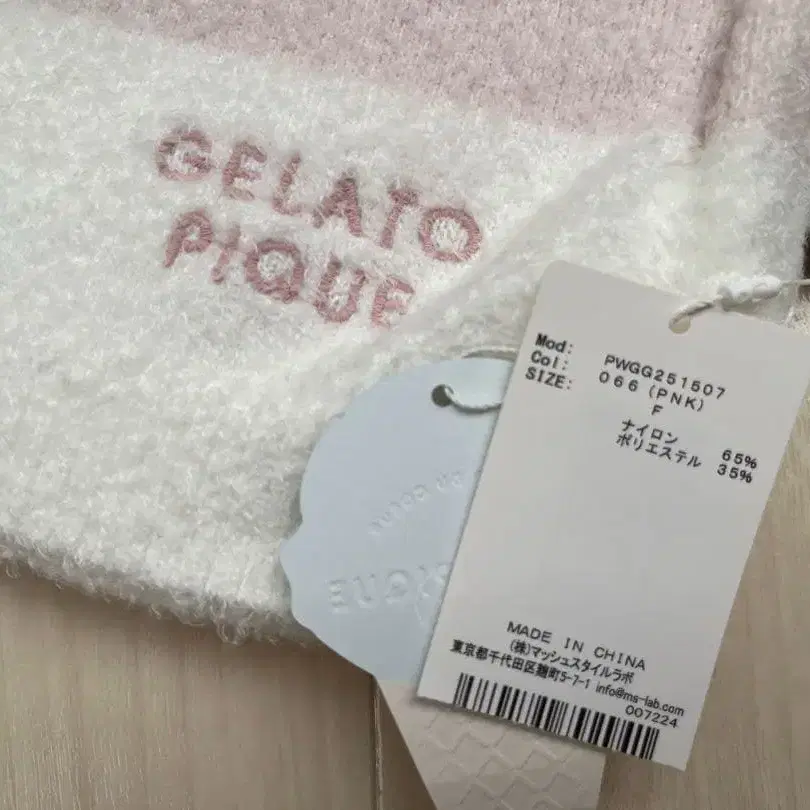 GELATO
PIQUE
Mod: PWGG251507
Col: 066 (PNK)
SIZE: F
ナイロン 65%
ポリエステル 35%
MADE IN CHINA
(株)マッシュスタイルラボ
東京都千代田区麹町5-7-1 info@ms-lab.com
007224